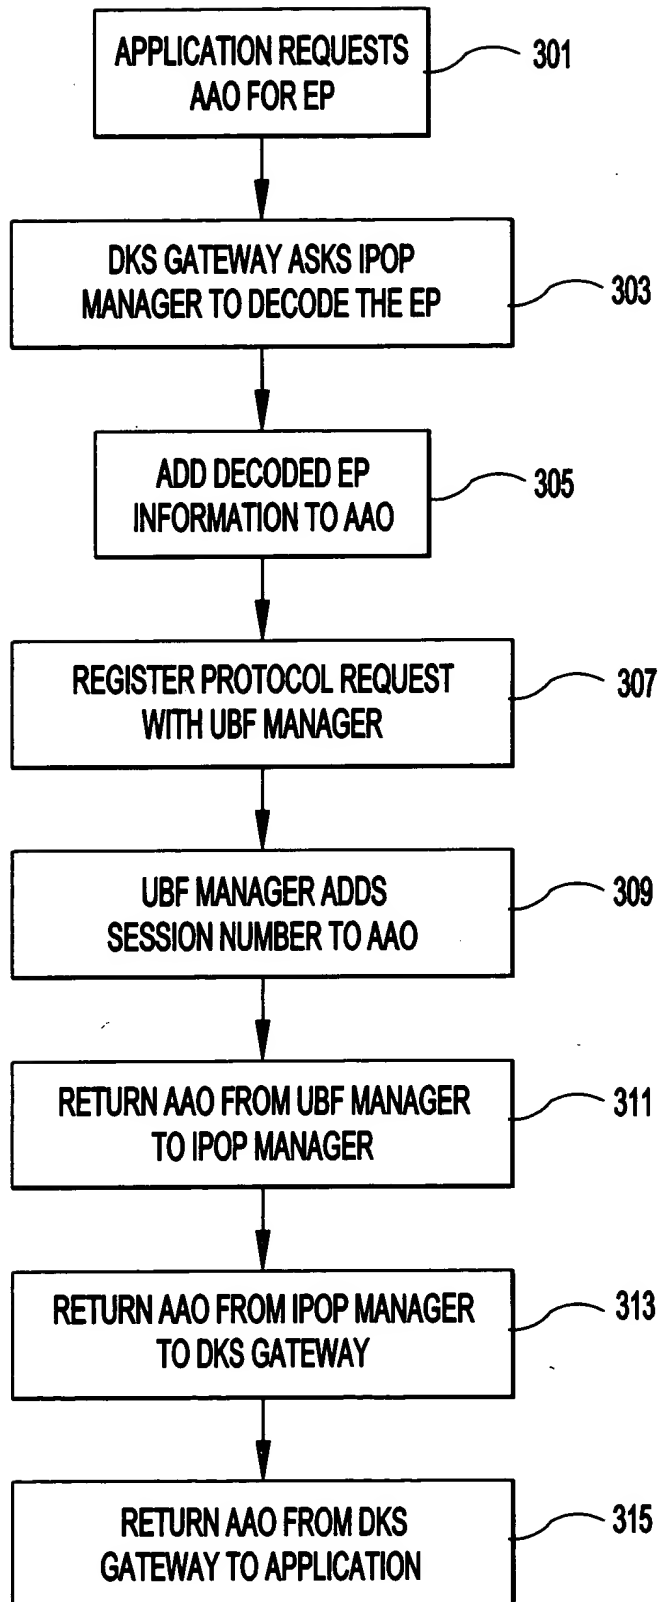 APPLICATION REQUESTS
AAO FOR EP
301
DKS GATEWAY ASKS IPOP
MANAGER TO DECODE THE EP
303
ADD DECODED EP
INFORMATION TO AAO
305
REGISTER PROTOCOL REQUEST
WITH UBF MANAGER
307
UBF MANAGER ADDS
SESSION NUMBER TO AAO
309
RETURN AAO FROM UBF MANAGER
TO IPOP MANAGER
311
RETURN AAO FROM IPOP MANAGER
TO DKS GATEWAY
313
RETURN AAO FROM DKS
GATEWAY TO APPLICATION
315